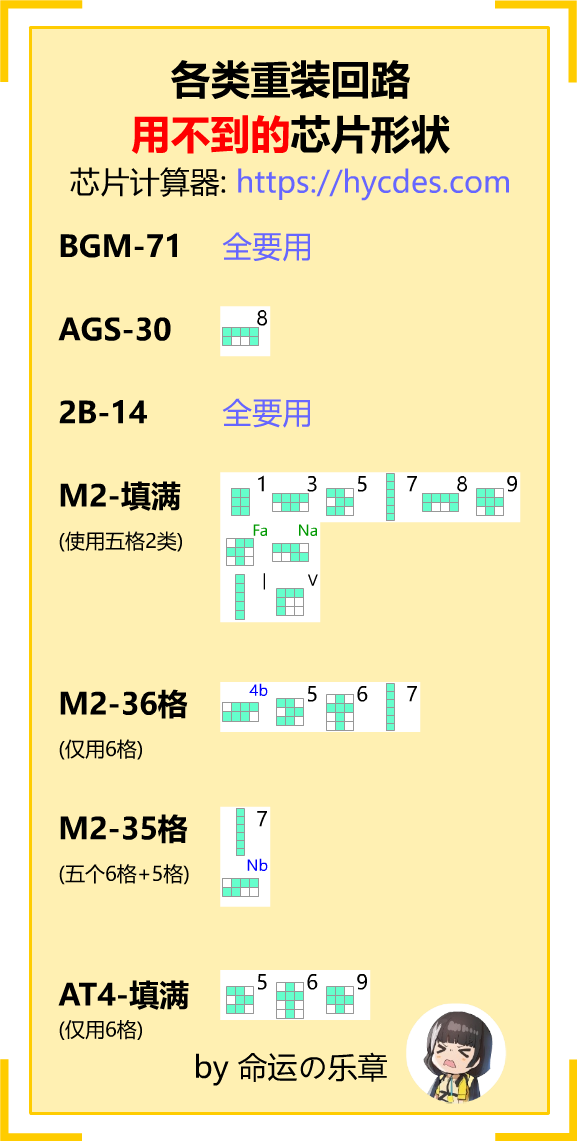 各类重装回路
用不到的芯片形状
芯片计算器: https://hycdes.com
BGM-71 全要用
AGS-30 8
2B-14 全要用
M2-填满 1 3 5 7 8 9
(使用五格2类) Fa Na
| V
M2-36格 4b 5 6 7
(仅用6格)
M2-35格 7
(五个6格+5格) Nb
AT4-填满 5 6 9
(仅用6格)
by 命运の乐章